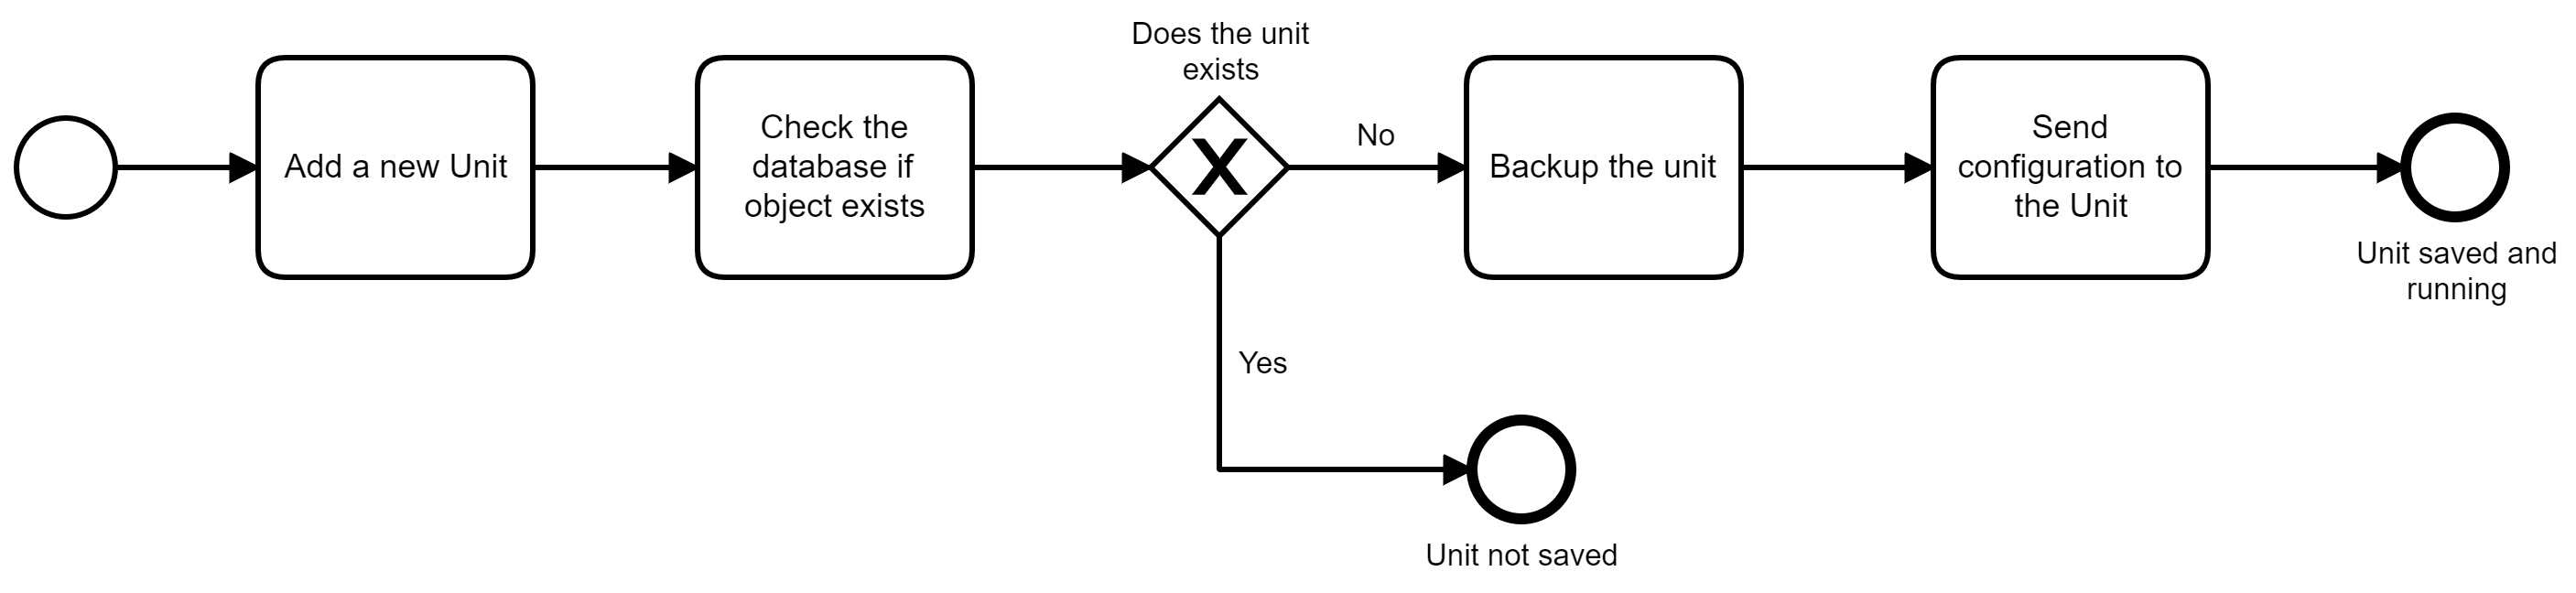 Does the unit
exists
Add a new Unit
Check the
database if
object exists
X
No
Backup the unit
Send
configuration to
the Unit
Unit saved and
running
Yes
Unit not saved